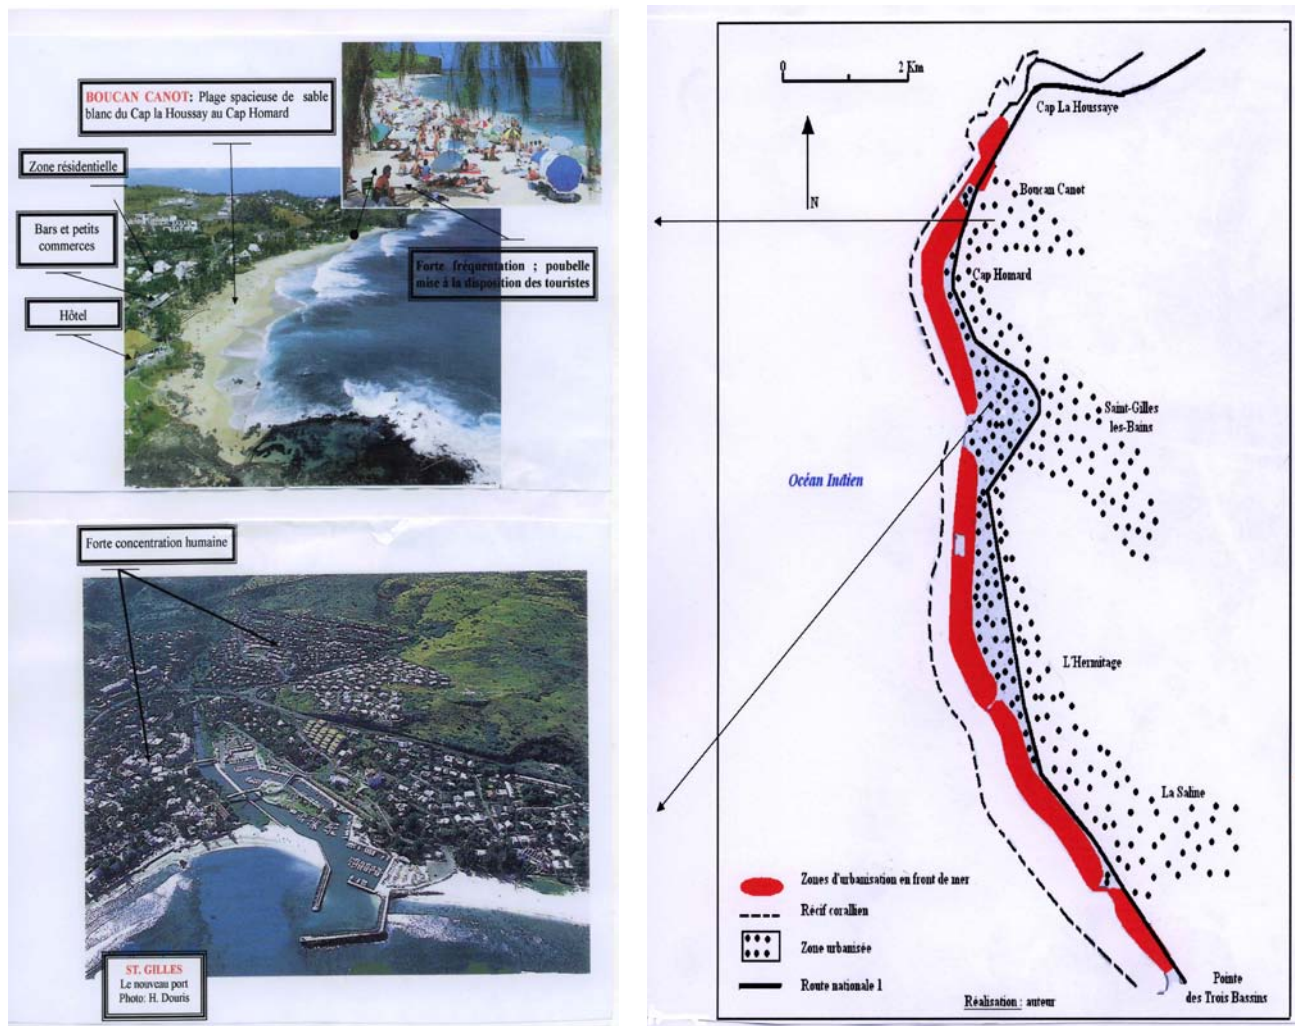 BOUCAN CANOT: Plage spacieuse de sable
blanc du Cap la Houssay au Cap Homard
Zone résidentielle
Bars et petits
commerces
Hôtel
Forte fréquentation ; poubelle
mise à la disposition des touristes
Forte concentration humaine
ST. GILLES
Le nouveau port
Photo: H. Douris
0 2 Km
N
Cap La Houssaye
Boucan Canot
Cap Homard
Saint-Gilles
les-Bains
Océan Indien
L'Hermitage
La Saline
Zones d'urbanisation en front de mer
Récif corallien
Zone urbanisée
Route nationale 1
Réalisation : auteur
Pointe
des Trois Bassins